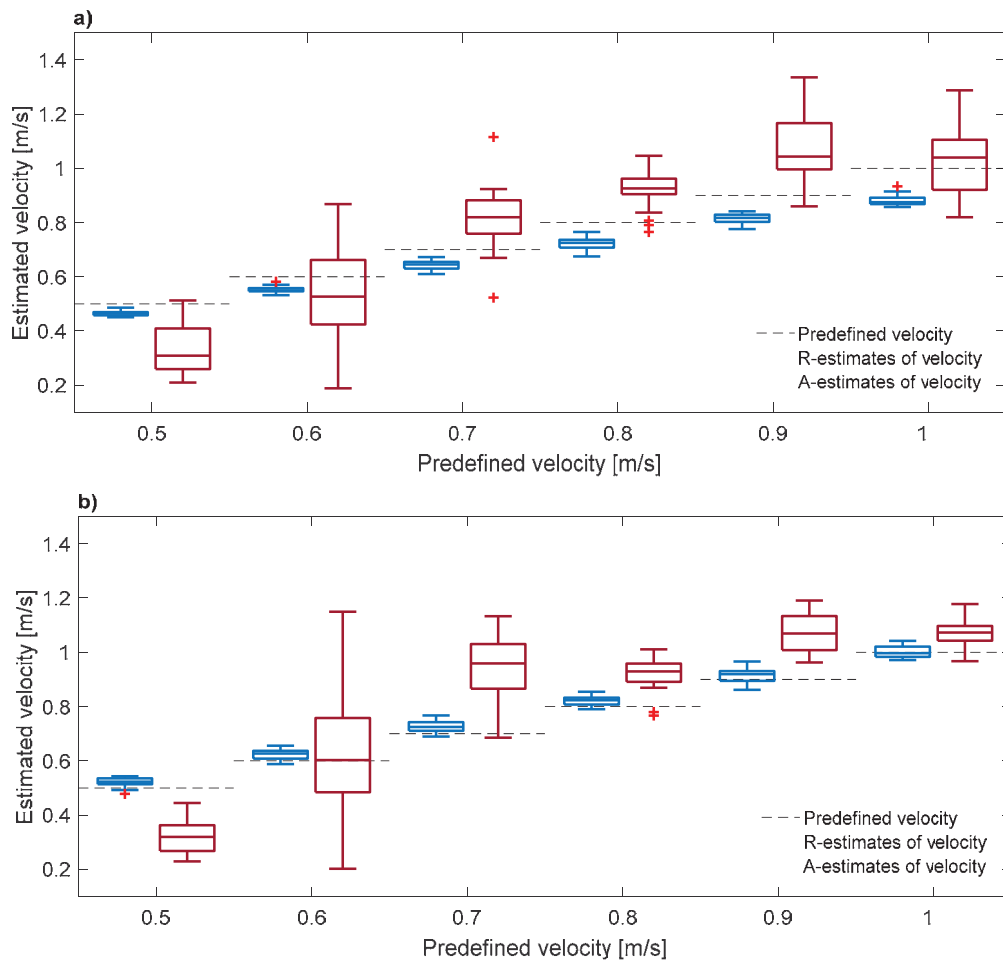 a)
Estimated velocity [m/s]
1.4
1.2
1
0.8
0.6
0.4
0.2
Predefined velocity
R-estimates of velocity
A-estimates of velocity
0.5 0.6 0.7 0.8 0.9 1
Predefined velocity [m/s]
b)
Estimated velocity [m/s]
1.4
1.2
1
0.8
0.6
0.4
0.2
Predefined velocity
R-estimates of velocity
A-estimates of velocity
0.5 0.6 0.7 0.8 0.9 1
Predefined velocity [m/s]